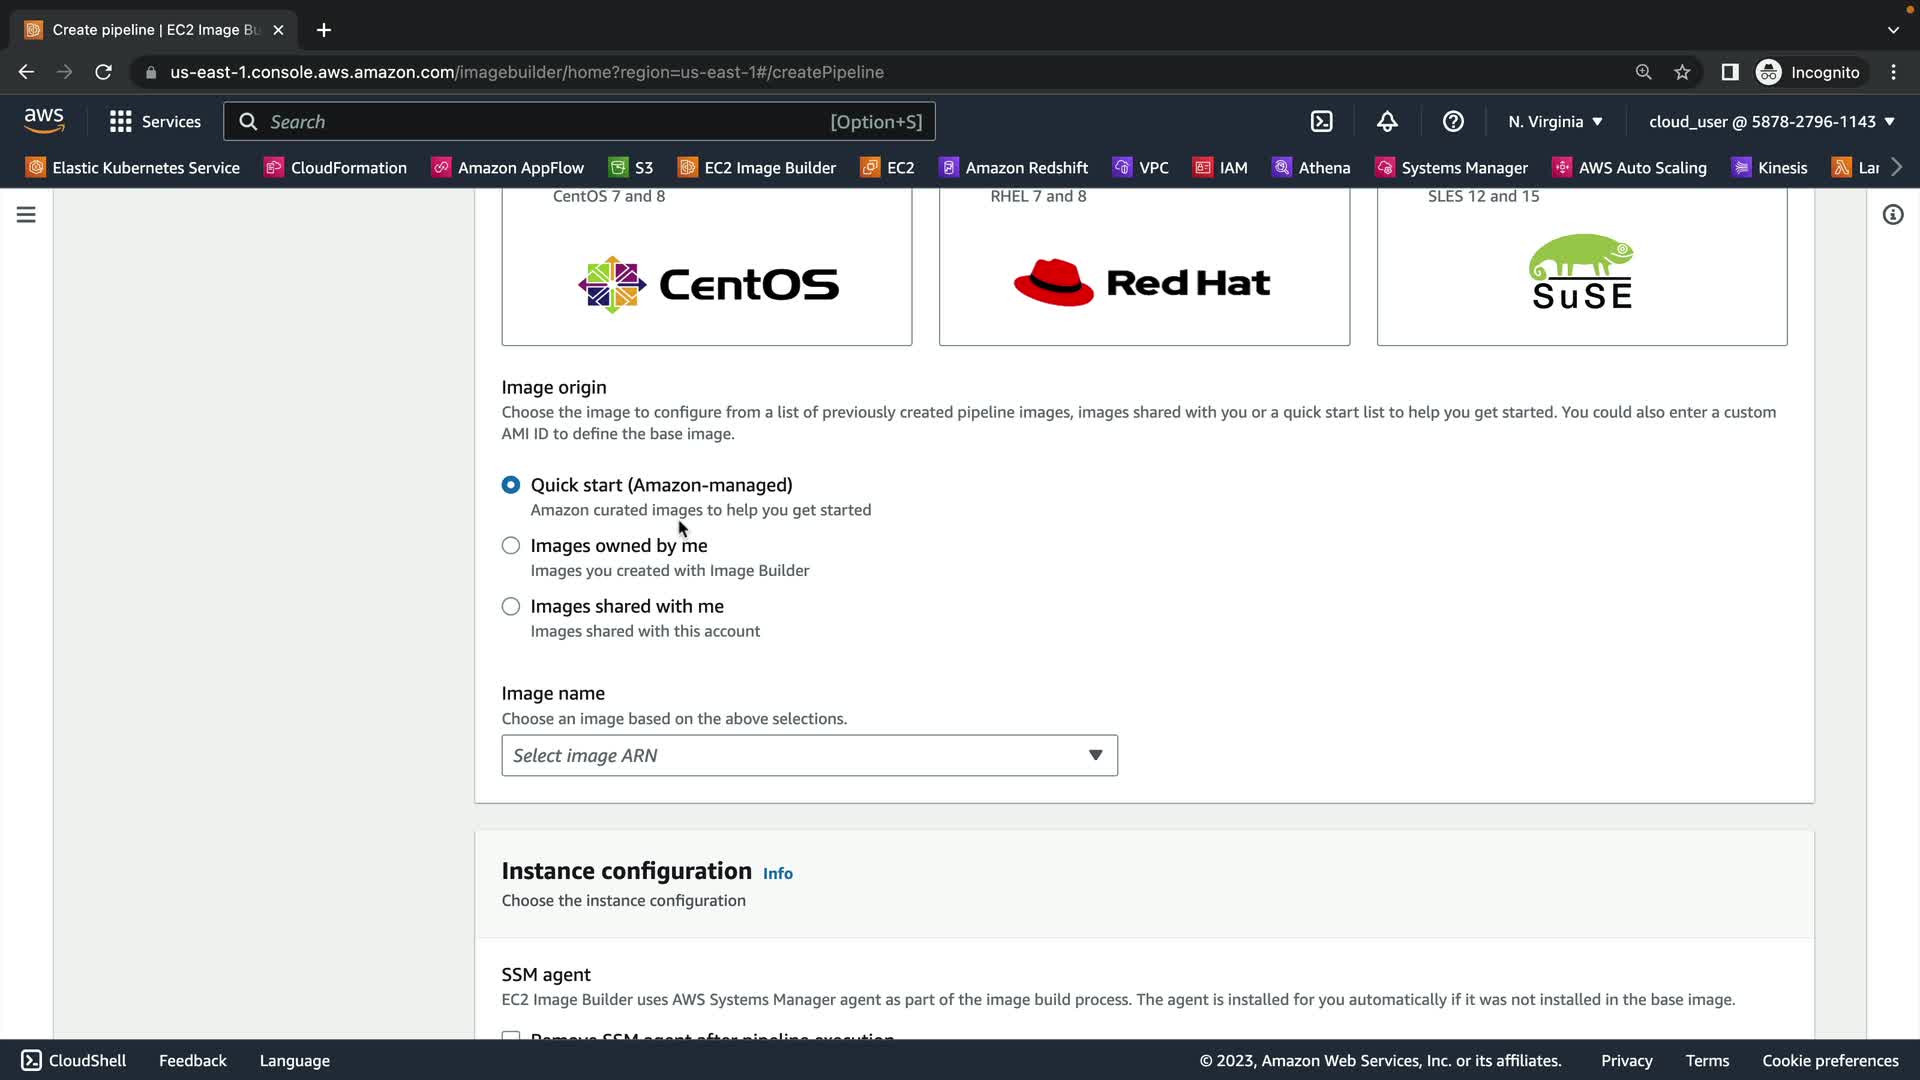 Create pipeline | EC2 Image Bu
us-east-1.console.aws.amazon.com/imagebuilder/home?region=us-east-1#/createPipeline
Incognito
aws
Services
Search
[Option+S]
N. Virginia
cloud_user @ 5878-2796-1143
Elastic Kubernetes Service
CloudFormation
Amazon AppFlow
S3
EC2 Image Builder
EC2
Amazon Redshift
VPC
IAM
Athena
Systems Manager
AWS Auto Scaling
Kinesis
Lar
CentOS 7 and 8
RHEL 7 and 8
SLES 12 and 15
CentOS
Red Hat
SuSE
Image origin
Choose the image to configure from a list of previously created pipeline images, images shared with you or a quick start list to help you get started. You could also enter a custom
AMI ID to define the base image.
Quick start (Amazon-managed)
Amazon curated images to help you get started
Images owned by me
Images you created with Image Builder
Images shared with me
Images shared with this account
Image name
Choose an image based on the above selections.
Select image ARN
Instance configuration Info
Choose the instance configuration
SSM agent
EC2 Image Builder uses AWS Systems Manager agent as part of the image build process. The agent is installed for you automatically if it was not installed in the base image.
Remove SSM agent after pipeline execution
CloudShell
Feedback
Language
© 2023, Amazon Web Services, Inc. or its affiliates.
Privacy
Terms
Cookie preferences